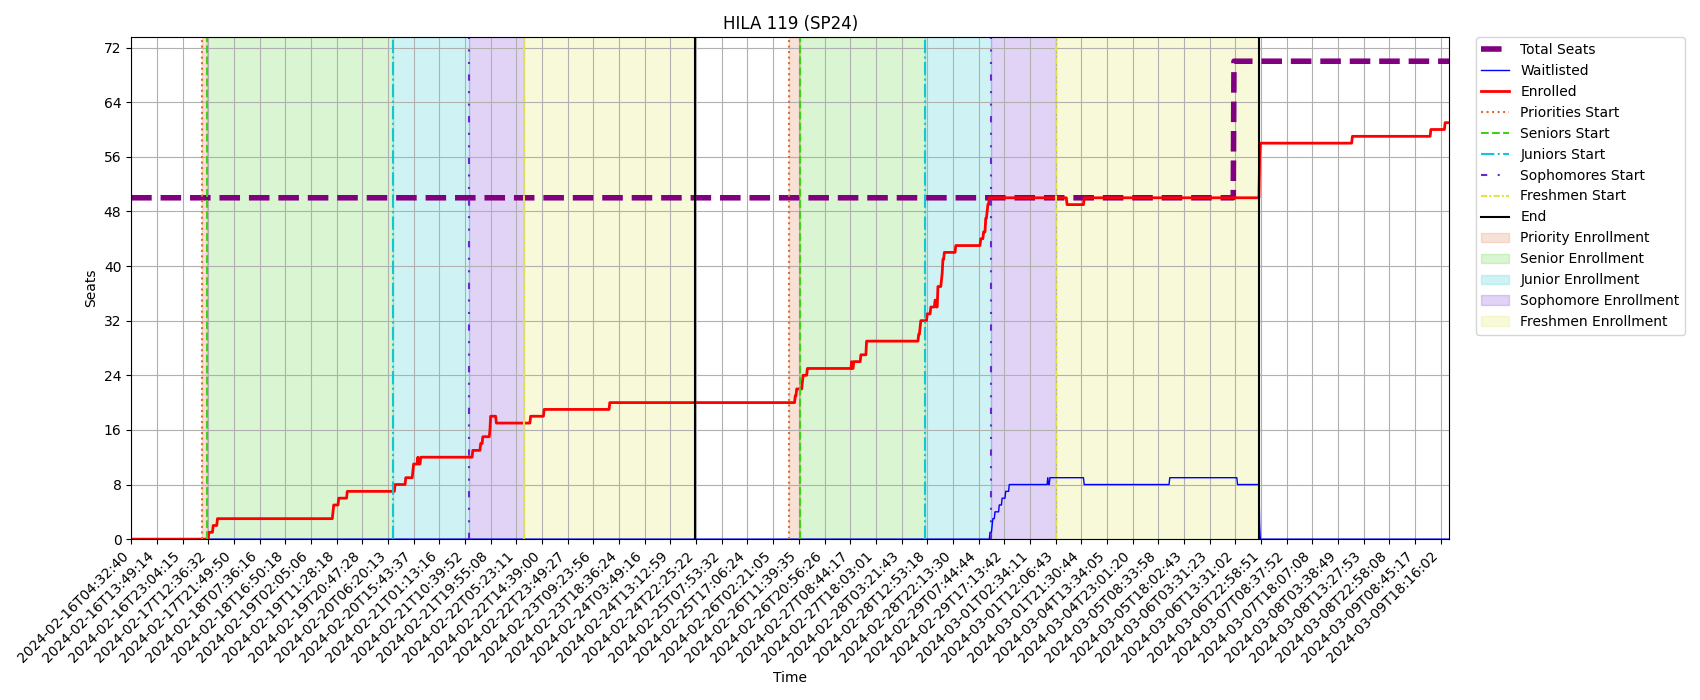 HILA 119 (SP24)
72
64
56
48
40
32
24
16
8
0
Seats
2024-02-16T04:32:40
2024-02-16T13:49:14
2024-02-16T23:04:15
2024-02-17T12:36:32
2024-02-17T21:49:50
2024-02-18T07:36:16
2024-02-18T16:50:18
2024-02-19T02:05:06
2024-02-19T11:28:18
2024-02-19T20:47:28
2024-02-20T06:20:13
2024-02-20T15:43:37
2024-02-21T01:13:16
2024-02-21T10:39:52
2024-02-21T19:55:08
2024-02-22T05:23:11
2024-02-22T14:39:00
2024-02-22T23:49:27
2024-02-23T09:23:56
2024-02-23T18:36:24
2024-02-24T03:49:16
2024-02-24T13:12:59
2024-02-24T22:25:22
2024-02-25T07:53:32
2024-02-25T17:06:24
2024-02-26T02:21:05
2024-02-26T11:39:35
2024-02-26T20:56:26
2024-02-27T08:44:17
2024-02-27T18:03:01
2024-02-28T03:21:43
2024-02-28T12:53:18
2024-02-28T22:13:30
2024-02-29T07:44:44
2024-02-29T17:13:42
2024-03-01T02:34:11
2024-03-01T12:06:43
2024-03-01T21:30:44
2024-03-04T13:34:05
2024-03-04T23:01:20
2024-03-05T08:33:58
2024-03-05T18:02:43
2024-03-06T03:31:23
2024-03-06T13:31:02
2024-03-06T22:58:51
2024-03-07T08:37:52
2024-03-07T18:07:08
2024-03-08T03:38:49
2024-03-08T13:27:53
2024-03-08T22:58:08
2024-03-09T08:45:17
2024-03-09T18:16:02
Time
Total Seats
Waitlisted
Enrolled
Priorities Start
Seniors Start
Juniors Start
Sophomores Start
Freshmen Start
End
Priority Enrollment
Senior Enrollment
Junior Enrollment
Sophomore Enrollment
Freshmen Enrollment